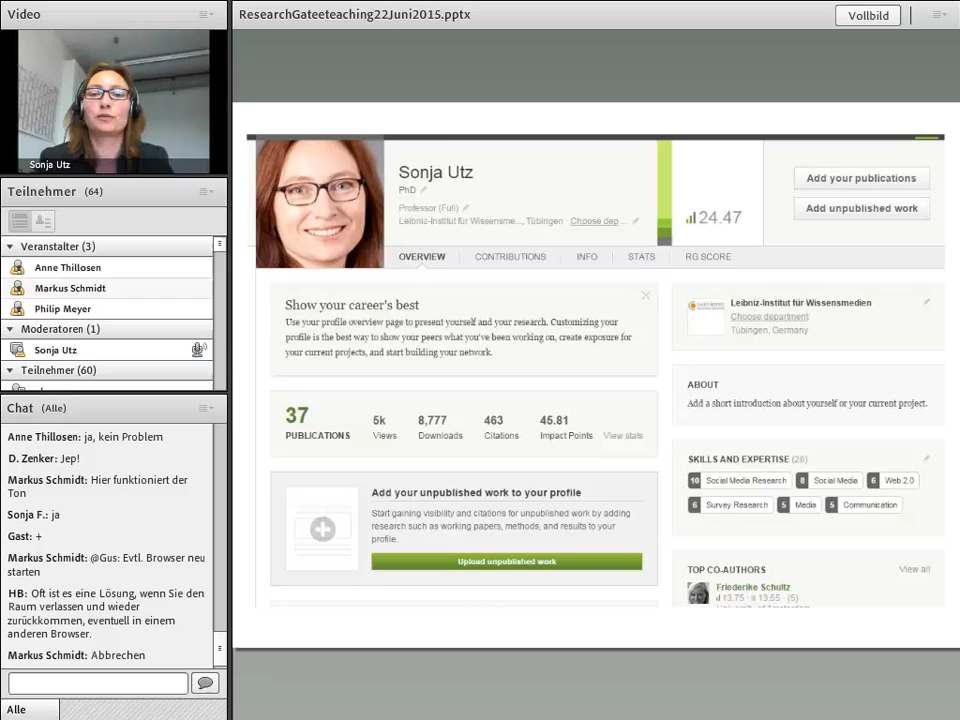 Video
Sonja Utz
Teilnehmer (64)
Veranstalter (3)
Anne Thillosen
Markus Schmidt
Philip Meyer
Moderatoren (1)
Sonja Utz
Teilnehmer (60)
Chat (Alle)
Anne Thillosen: ja, kein Problem
D. Zenker: Jep!
Markus Schmidt: Hier funktioniert der
Ton
Sonja F.: ja
Gast: +
Markus Schmidt: @Gus: Evtl. Browser neu
starten
HB: Oft ist es eine Lösung, wenn Sie den
Raum verlassen und wieder
zurückkommen, eventuell in einem
anderen Browser.
Markus Schmidt: Abbrechen
Alle
ResearchGateeteaching22Juni2015.pptx
Vollbild
Sonja Utz
PhD
Professor (Full)
Leibniz-Institut für Wissensme..., Tübingen Choose dep...
24.47
Add your publications
Add unpublished work
OVERVIEW CONTRIBUTIONS INFO STATS RG SCORE
Show your career's best
Use your profile overview page to present yourself and your research. Customizing your
profile is the best way to show your peers what you've been working on, create exposure for
your current projects, and start building your network.
37 5k 8,777 463 45.81
PUBLICATIONS Views Downloads Citations Impact Points View stats
Add your unpublished work to your profile
Start gaining visibility and citations for unpublished work by adding
research such as working papers, methods, and results to your
profile.
Upload unpublished work
Leibniz-Institut für Wissensmedien
Choose department
Tübingen, Germany
ABOUT
Add a short introduction about yourself or your current project.
SKILLS AND EXPERTISE (28)
10 Social Media Research 8 Social Media 6 Web 2.0
6 Survey Research 5 Media 5 Communication
TOP CO-AUTHORS View all
Friederike Schultz
13.75 · 13.55 (5)